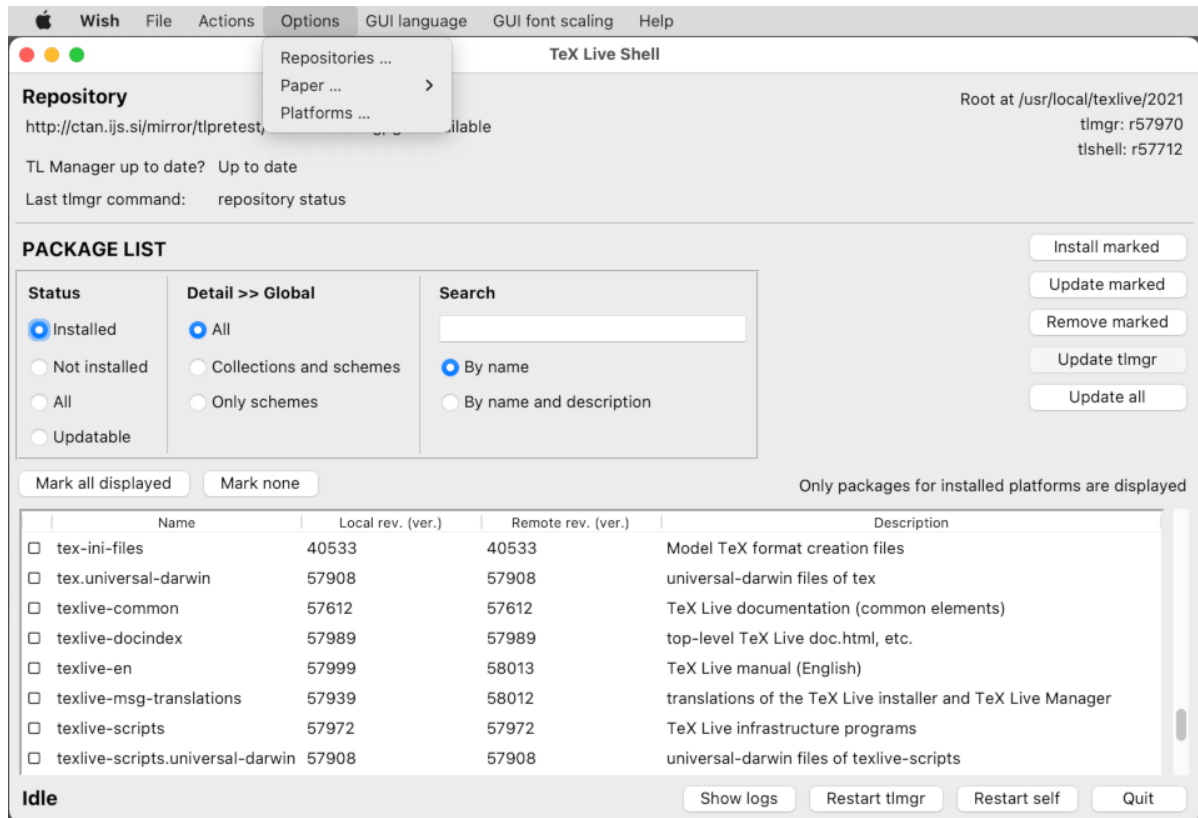 Wish File Actions Options GUI language GUI font scaling Help
TeX Live Shell
Repositories ...
Paper ...
Platforms ...
Repository
Root at /usr/local/texlive/2021
http://ctan.ijs.si/mirror/tlpretest/
tlmgr: r57970
tlshell: r57712
TL Manager up to date? Up to date
Last tlmgr command: repository status
PACKAGE LIST
Install marked
Update marked
Remove marked
Update tlmgr
Update all
Status
Installed
Not installed
All
Updatable
Detail >> Global
All
Collections and schemes
Only schemes
Search
By name
By name and description
Mark all displayed Mark none
Only packages for installed platforms are displayed
Name Local rev. (ver.) Remote rev. (ver.) Description
tex-ini-files 40533 40533 Model TeX format creation files
tex.universal-darwin 57908 57908 universal-darwin files of tex
texlive-common 57612 57612 TeX Live documentation (common elements)
texlive-docindex 57989 57989 top-level TeX Live doc.html, etc.
texlive-en 57999 58013 TeX Live manual (English)
texlive-msg-translations 57939 58012 translations of the TeX Live installer and TeX Live Manager
texlive-scripts 57972 57972 TeX Live infrastructure programs
texlive-scripts.universal-darwin 57908 57908 universal-darwin files of texlive-scripts
Idle
Show logs Restart tlmgr Restart self Quit